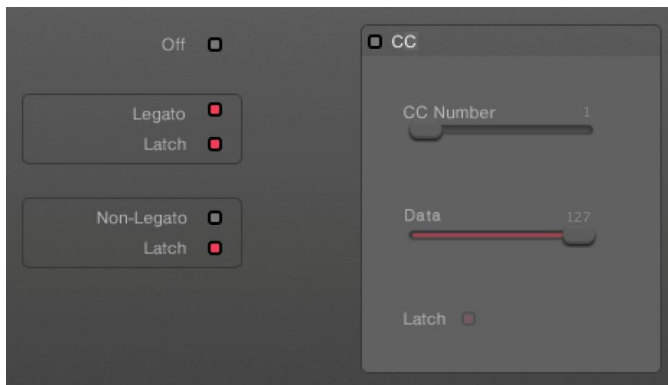 Off
Legato
Latch
Non-Legato
Latch
CC
CC Number 1
Data 127
Latch